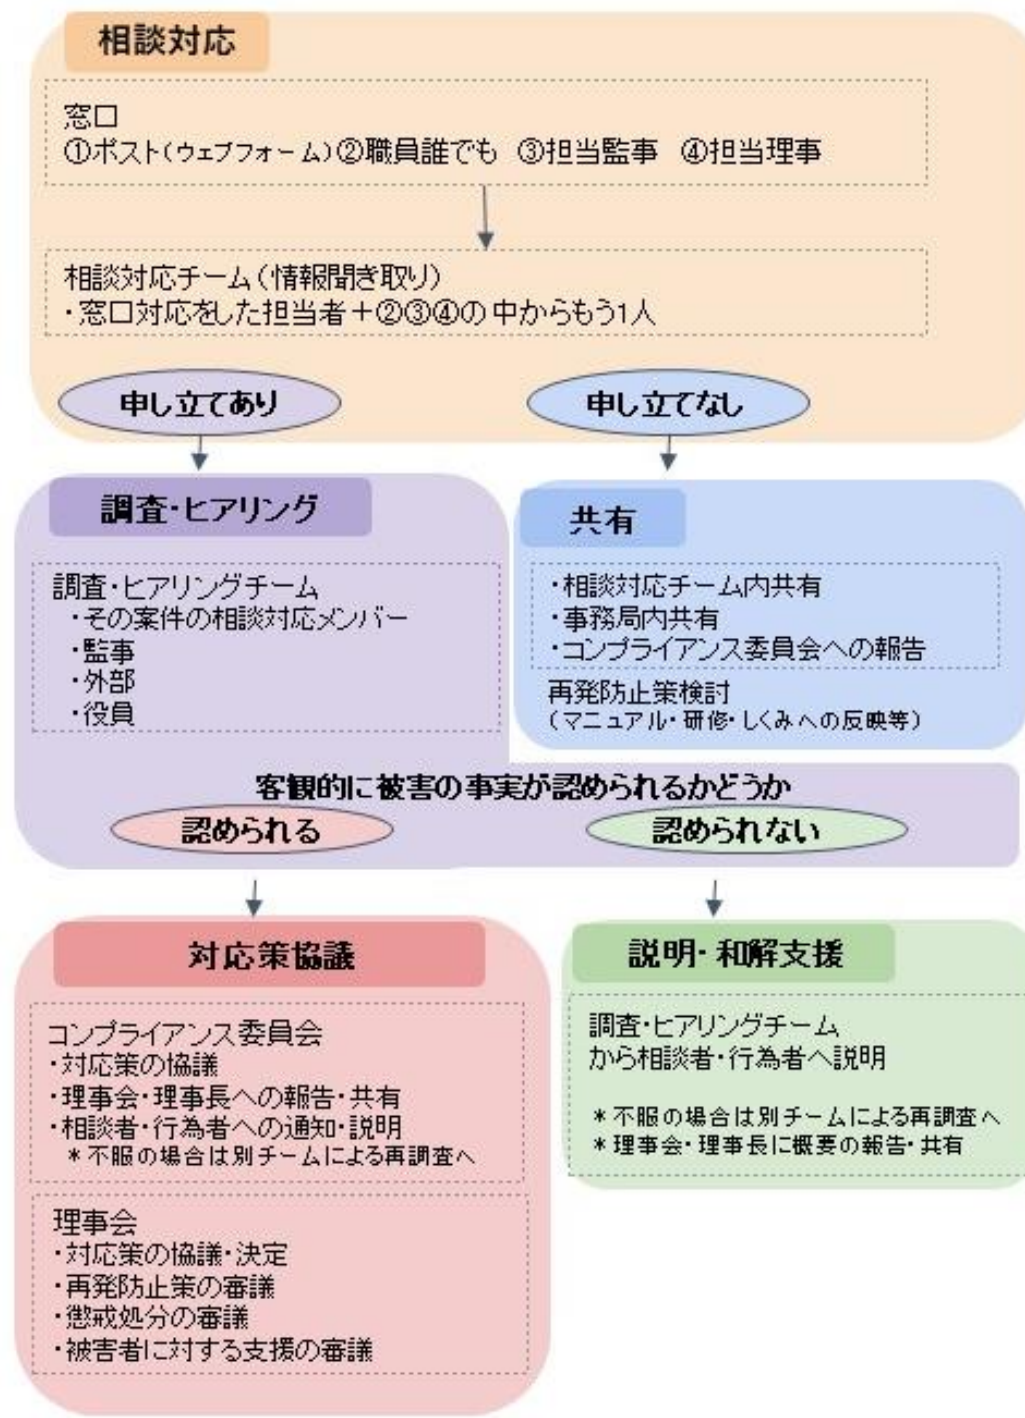 相談対応
窓口
①ポスト(ウェブフォーム)②職員誰でも ③担当監事 ④担当理事
相談対応チーム(情報聞き取り)
・窓口対応をした担当者+②③④の中からもう1人
申し立てあり
申し立てなし
調査・ヒアリング
調査・ヒアリングチーム
・その案件の相談対応メンバー
・監事
・外部
・役員
共有
・相談対応チーム内共有
・事務局内共有
・コンプライアンス委員会への報告
再発防止策検討
(マニュアル・研修・しくみへの反映等)
客観的に被害の事実が認められるかどうか
認められる
認められない
対応策協議
コンプライアンス委員会
・対応策の協議
・理事会・理事長への報告・共有
・相談者・行為者への通知・説明
*不服の場合は別チームによる再調査へ
理事会
・対応策の協議・決定
・再発防止策の審議
・懲戒処分の審議
・被害者に対する支援の審議
説明・和解支援
調査・ヒアリングチーム
から相談者・行為者へ説明
*不服の場合は別チームによる再調査へ
*理事会・理事長に概要の報告・共有